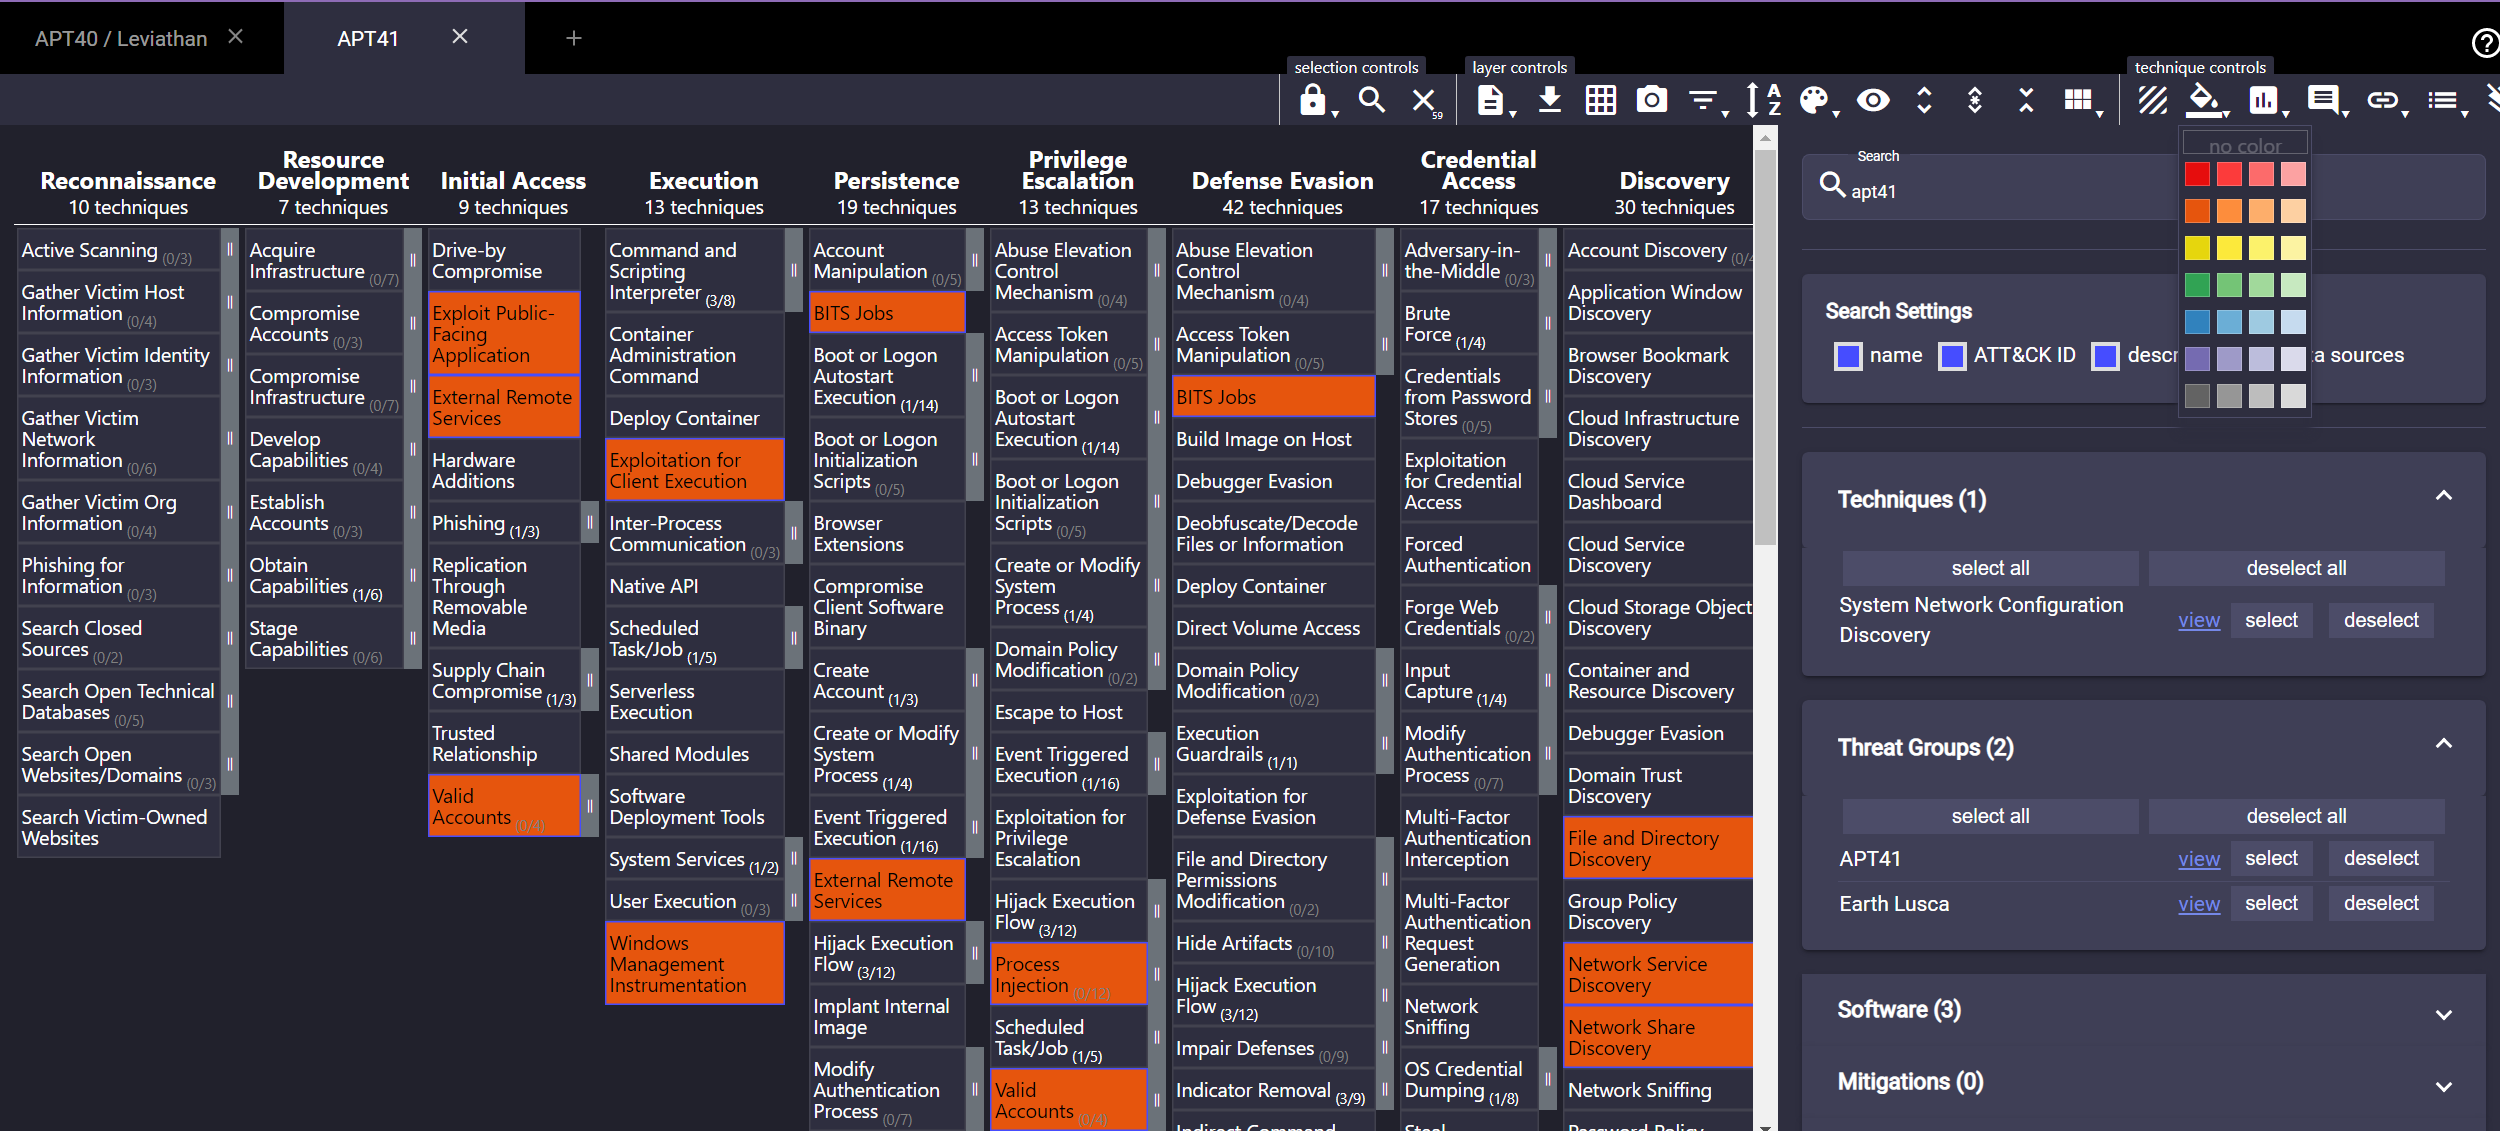 APT40 / Leviathan
APT41
selection controls
layer controls
technique controls
59
A
Z
Reconnaissance
10 techniques
Active Scanning (0/3)
Gather Victim Host
Information (0/4)
Gather Victim Identity
Information (0/3)
Gather Victim
Network
Information (0/6)
Gather Victim Org
Information (0/4)
Phishing for
Information (0/3)
Search Closed
Sources (0/2)
Search Open Technical
Databases (0/5)
Search Open
Websites/Domains (0/3)
Search Victim-Owned
Websites
Resource
Development
7 techniques
Acquire
Infrastructure (0/7)
Compromise
Accounts (0/3)
Compromise
Infrastructure (0/7)
Develop
Capabilities (0/4)
Establish
Accounts (0/3)
Obtain
Capabilities (1/6)
Stage
Capabilities (0/6)
Initial Access
9 techniques
Drive-by
Compromise
Exploit Public-
Facing
Application
External Remote
Services
Hardware
Additions
Phishing (1/3)
Replication
Through
Removable
Media
Supply Chain
Compromise (1/3)
Trusted
Relationship
Valid
Accounts (0/4)
Execution
13 techniques
Command and
Scripting
Interpreter (3/8)
Container
Administration
Command
Deploy Container
Exploitation for
Client Execution
Inter-Process
Communication (0/3)
Native API
Scheduled
Task/Job (1/5)
Serverless
Execution
Shared Modules
Software
Deployment Tools
System Services (1/2)
User Execution (0/3)
Windows
Management
Instrumentation
Persistence
19 techniques
Account
Manipulation (0/5)
BITS Jobs
Boot or Logon
Autostart
Execution (1/14)
Boot or Logon
Initialization
Scripts (0/5)
Browser
Extensions
Compromise
Client Software
Binary
Create
Account (1/3)
Create or Modify
System
Process (1/4)
Event Triggered
Execution (1/16)
External Remote
Services
Hijack Execution
Flow (3/12)
Implant Internal
Image
Modify
Authentication
Process (0/7)
Privilege
Escalation
13 techniques
Abuse Elevation
Control
Mechanism (0/4)
Access Token
Manipulation (0/5)
Boot or Logon
Autostart
Execution (1/14)
Boot or Logon
Initialization
Scripts (0/5)
Create or Modify
System
Process (1/4)
Domain Policy
Modification (0/2)
Escape to Host
Event Triggered
Execution (1/16)
Exploitation for
Privilege
Escalation
Hijack Execution
Flow (3/12)
Process
Injection (0/12)
Scheduled
Task/Job (1/5)
Valid
Accounts (0/4)
Defense Evasion
42 techniques
Abuse Elevation
Control
Mechanism (0/4)
Access Token
Manipulation (0/5)
BITS Jobs
Build Image on Host
Debugger Evasion
Deobfuscate/Decode
Files or Information
Deploy Container
Direct Volume Access
Domain Policy
Modification (0/2)
Execution
Guardrails (1/1)
Exploitation for
Defense Evasion
File and Directory
Permissions
Modification (0/2)
Hide Artifacts (0/10)
Hijack Execution
Flow (3/12)
Impair Defenses (0/9)
Indicator Removal (3/9)
Indirect Command
Credential
Access
17 techniques
Adversary-in-
the-Middle (0/3)
Brute
Force (1/4)
Credentials
from Password
Stores (0/5)
Exploitation
for Credential
Access
Forced
Authentication
Forge Web
Credentials (0/2)
Input
Capture (1/4)
Modify
Authentication
Process (0/7)
Multi-Factor
Authentication
Interception
Multi-Factor
Authentication
Request
Generation
Network
Sniffing
OS Credential
Dumping (1/8)
Steal
Discovery
30 techniques
Account Discovery (0/4
Application Window
Discovery
Browser Bookmark
Discovery
Cloud Infrastructure
Discovery
Cloud Service
Dashboard
Cloud Service
Discovery
Cloud Storage Object
Discovery
Container and
Resource Discovery
Debugger Evasion
Domain Trust
Discovery
File and Directory
Discovery
Group Policy
Discovery
Network Service
Discovery
Network Share
Discovery
Network Sniffing
Password Policy
no color
Search
apt41
Search Settings
name ATT&CK ID descr a sources
Techniques (1)
select all deselect all
System Network Configuration
Discovery
view select deselect
Threat Groups (2)
select all deselect all
APT41 view select deselect
Earth Lusca view select deselect
Software (3)
Mitigations (0)